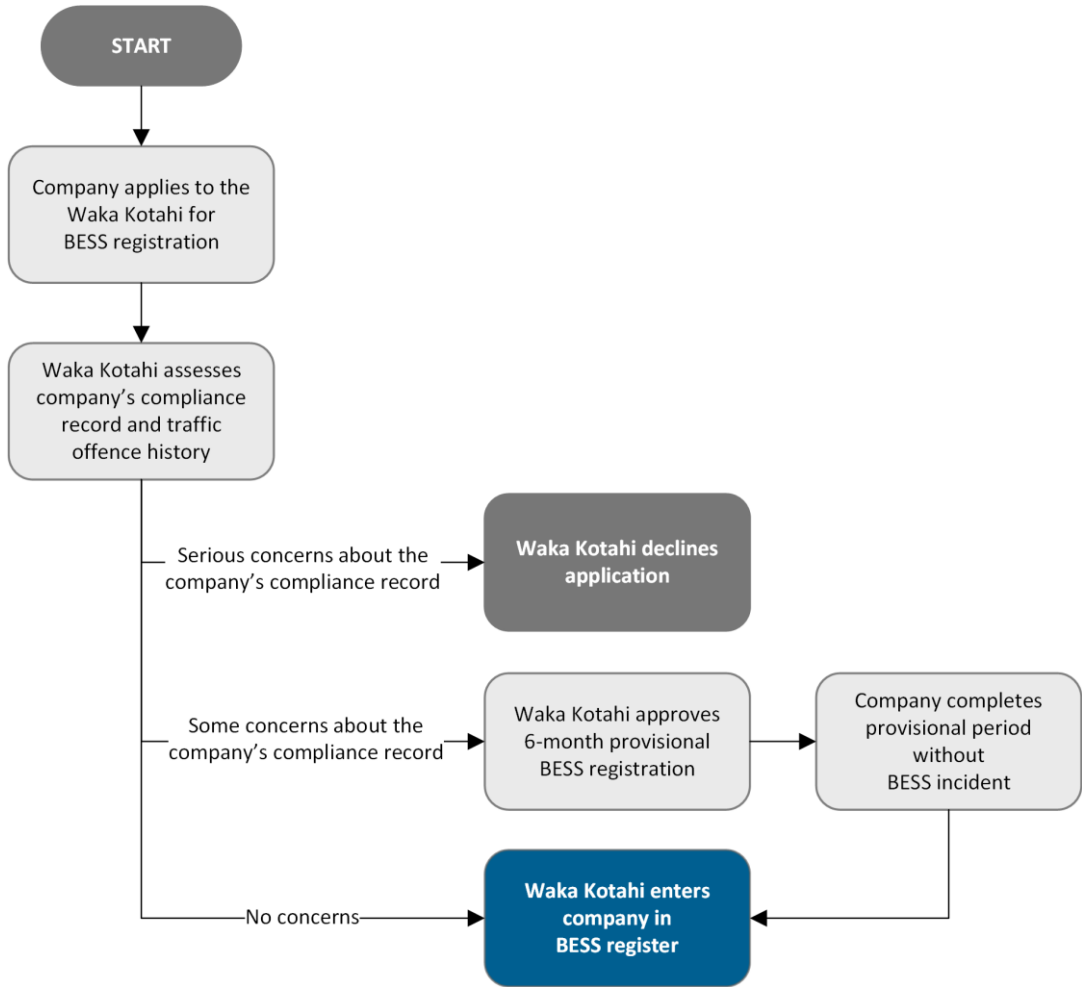 START
Company applies to the
Waka Kotahi for
BESS registration
Waka Kotahi assesses
company’s compliance
record and traffic
offence history
Serious concerns about the
company’s compliance record
Waka Kotahi declines
application
Some concerns about the
company’s compliance record
Waka Kotahi approves
6-month provisional
BESS registration
Company completes
provisional period
without
BESS incident
No concerns
Waka Kotahi enters
company in
BESS register